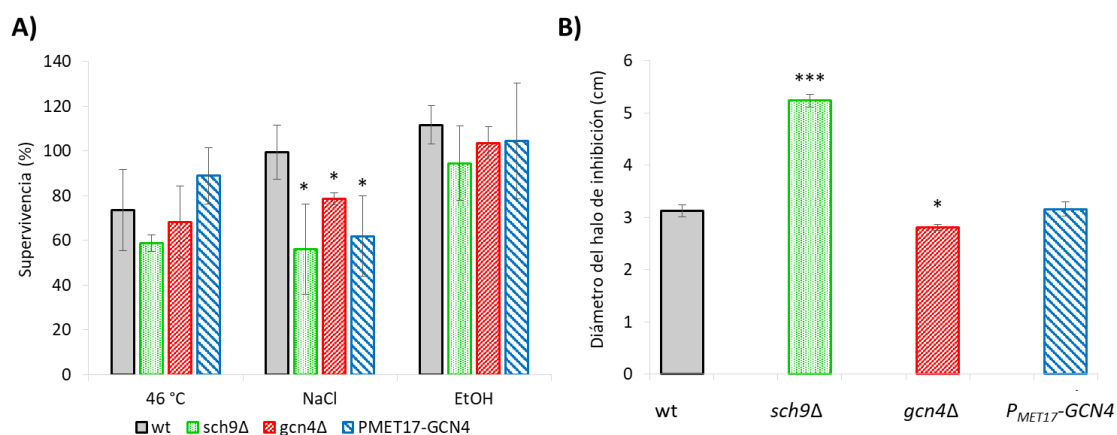 A)
Supervivencia (%)
140
120
100
80
60
40
20
0
* * *
46 °C NaCl EtOH
wt sch9Δ gcn4Δ PMET17-GCN4
B)
Diámetro del halo de inhibición (cm)
6
5
4
3
2
1
0
***
*
wt sch9Δ gcn4Δ PMET17-GCN4